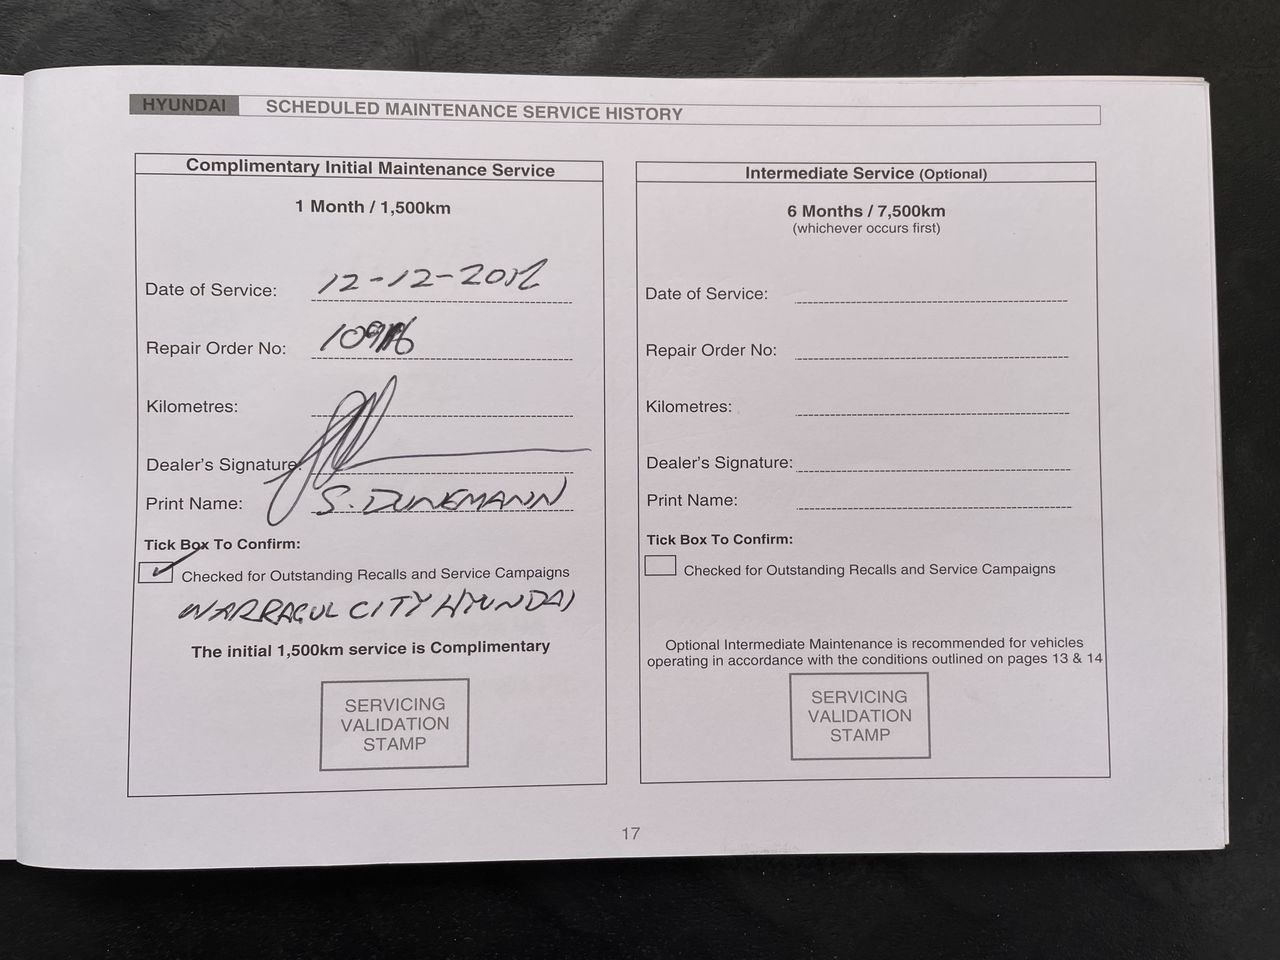 HYUNDAI SCHEDULED MAINTENANCE SERVICE HISTORY
Complimentary Initial Maintenance Service
1 Month / 1,500km
Date of Service: 12-12-2012
Repair Order No:
Kilometres:
Dealer's Signature:
Print Name: S. DUNEMANN
Tick Box To Confirm:
Checked for Outstanding Recalls and Service Campaigns
WARRAGUL CITY HYUNDAI
The initial 1,500km service is Complimentary
SERVICING
VALIDATION
STAMP
Intermediate Service (Optional)
6 Months / 7,500km
(whichever occurs first)
Date of Service:
Repair Order No:
Kilometres:
Dealer's Signature:
Print Name:
Tick Box To Confirm:
Checked for Outstanding Recalls and Service Campaigns
Optional Intermediate Maintenance is recommended for vehicles
operating in accordance with the conditions outlined on pages 13 & 14
SERVICING
VALIDATION
STAMP
17